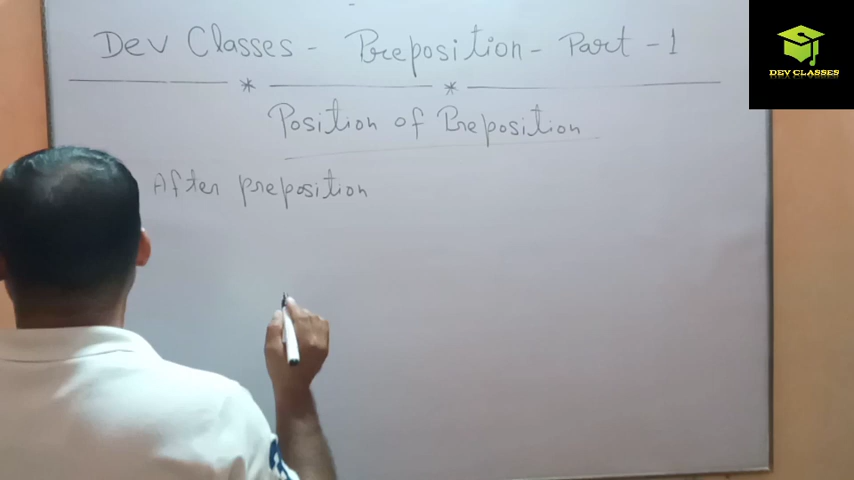 Dev Classes - Preposition - Part - 1
DEV CLASSES
Position of Preposition
After preposition